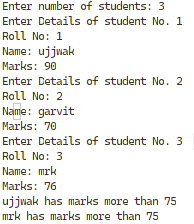 Enter number of students: 3
Enter Details of student No. 1
Roll No: 1
Name: ujjwak
Marks: 90
Enter Details of student No. 2
Roll No: 2
Name: garvit
Marks: 70
Enter Details of student No. 3
Roll No: 3
Name: mrk
Marks: 76
ujjwak has marks more than 75
mrk has marks more than 75